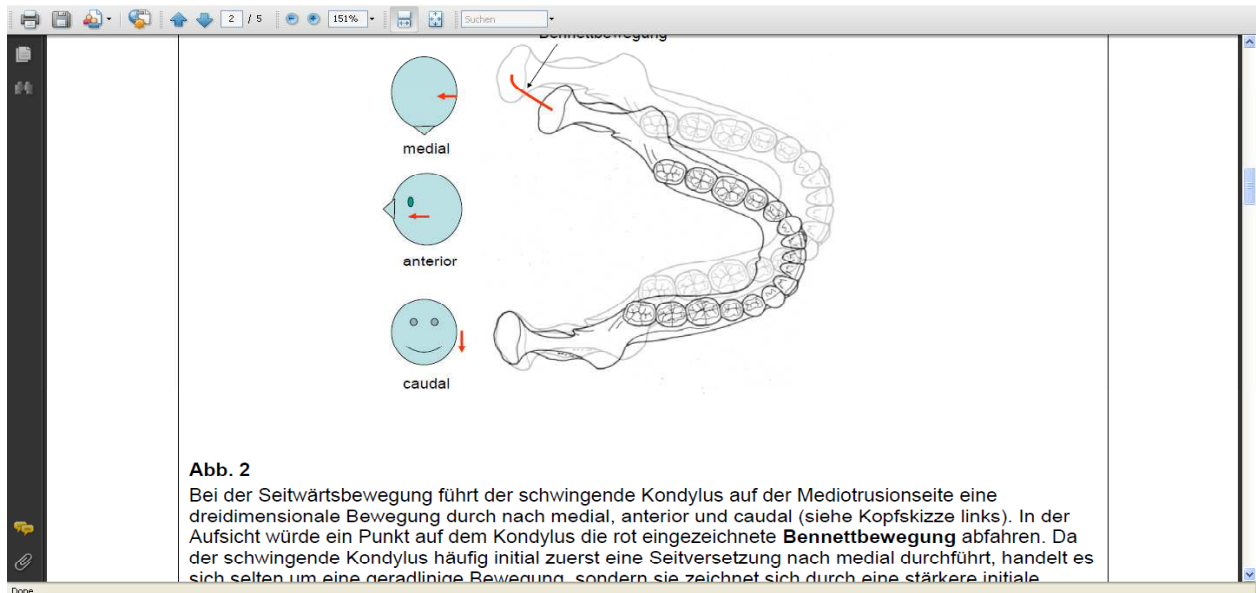 2 / 5
151%
Suchen
Bennettbewegung
medial
anterior
caudal
Abb. 2
Bei der Seitwärtsbewegung führt der schwingende Kondylus auf der Mediotrusionseite eine
dreidimensionale Bewegung durch nach medial, anterior und caudal (siehe Kopfskizze links). In der
Aufsicht würde ein Punkt auf dem Kondylus die rot eingezeichnete Bennettbewegung abfahren. Da
der schwingende Kondylus häufig initial zuerst eine Seitversetzung nach medial durchführt, handelt es
sich selten um eine geradlinige Bewegung, sondern sie zeichnet sich durch eine stärkere initiale
Done